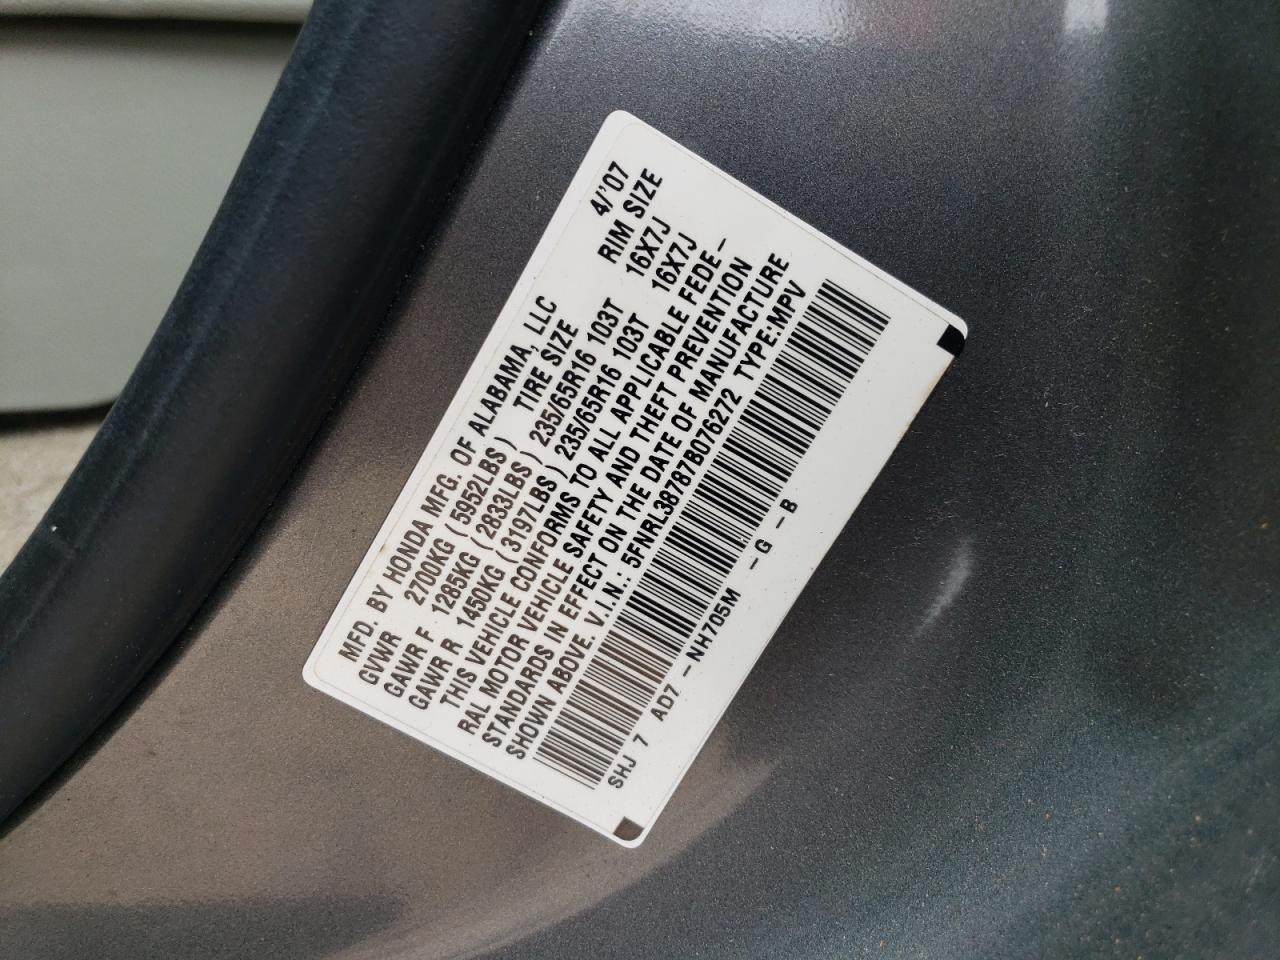 MFD. BY HONDA MFG. OF ALABAMA, LLC 4/'07
GVWR 2700KG (5952LBS) TIRE SIZE RIM SIZE
GAWR F 1285KG (2833LBS) 235/65R16 103T 16X7J
GAWR R 1450KG (3197LBS) 235/65R16 103T 16X7J
THIS VEHICLE CONFORMS TO ALL APPLICABLE FEDE-
RAL MOTOR VEHICLE SAFETY AND THEFT PREVENTION
STANDARDS IN EFFECT ON THE DATE OF MANUFACTURE
SHOWN ABOVE. V.I.N.: 5FNRL38787B076272 TYPE:MPV
SHJ 7 AD7 - NH705M - G - B